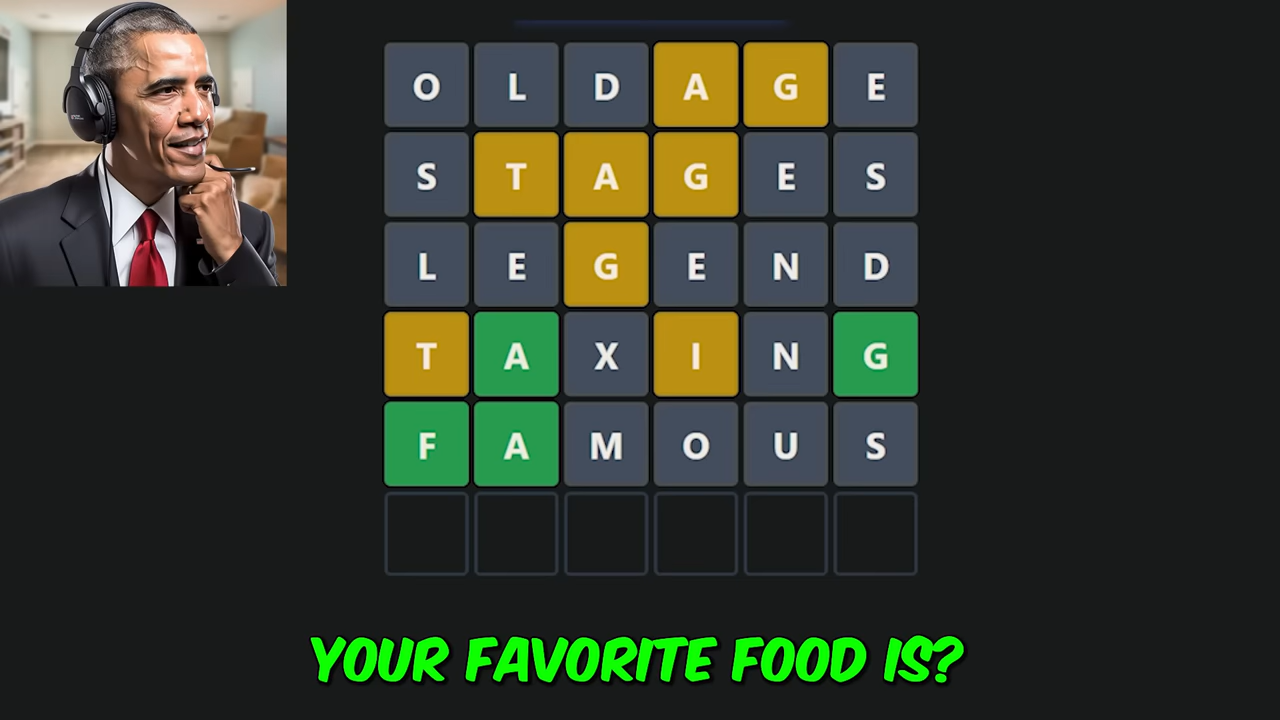 OLDAGE
STAGES
LEGEND
TAXING
FAMOUS
YOUR FAVORITE FOOD IS?